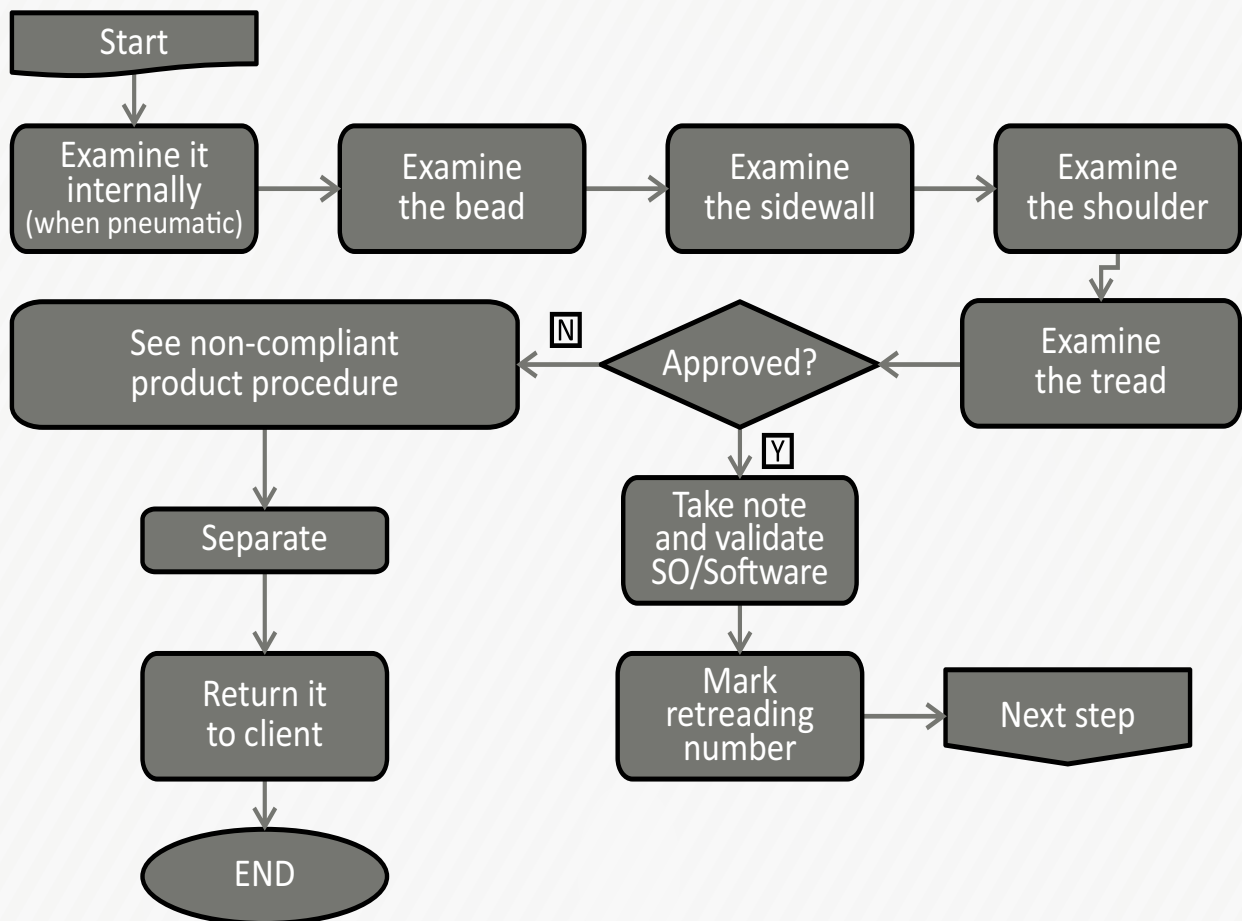 Start
Examine it
internally
(when pneumatic)
Examine
the bead
Examine
the sidewall
Examine
the shoulder
See non-compliant
product procedure
N
Approved?
Examine
the tread
Y
Separate
Take note
and validate
SO/Software
Return it
to client
Mark
retreading
number
Next step
END